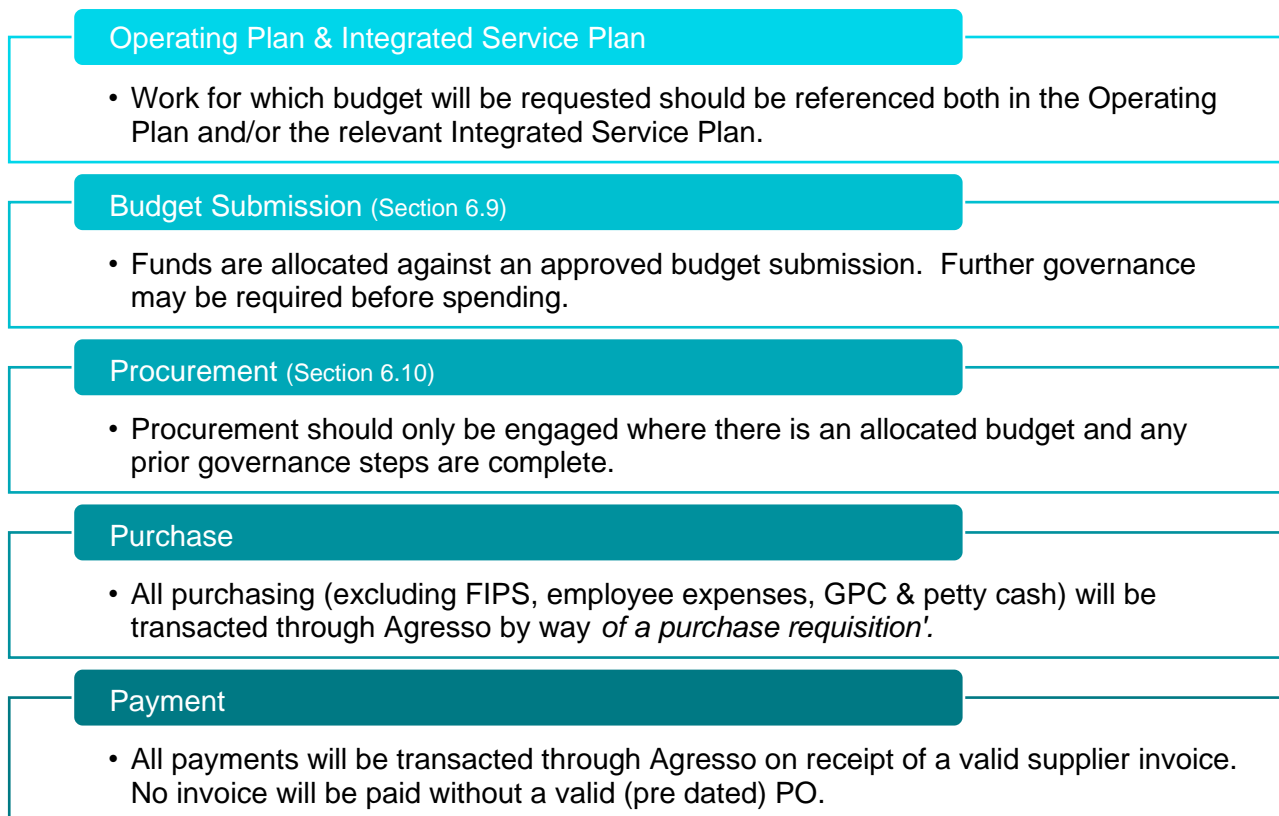 Operating Plan & Integrated Service Plan
• Work for which budget will be requested should be referenced both in the Operating
Plan and/or the relevant Integrated Service Plan.
Budget Submission (Section 6.9)
• Funds are allocated against an approved budget submission.  Further governance
may be required before spending.
Procurement (Section 6.10)
• Procurement should only be engaged where there is an allocated budget and any
prior governance steps are complete.
Purchase
• All purchasing (excluding FIPS, employee expenses, GPC & petty cash) will be
transacted through Agresso by way of a purchase requisition'.
Payment
• All payments will be transacted through Agresso on receipt of a valid supplier invoice.
No invoice will be paid without a valid (pre dated) PO.